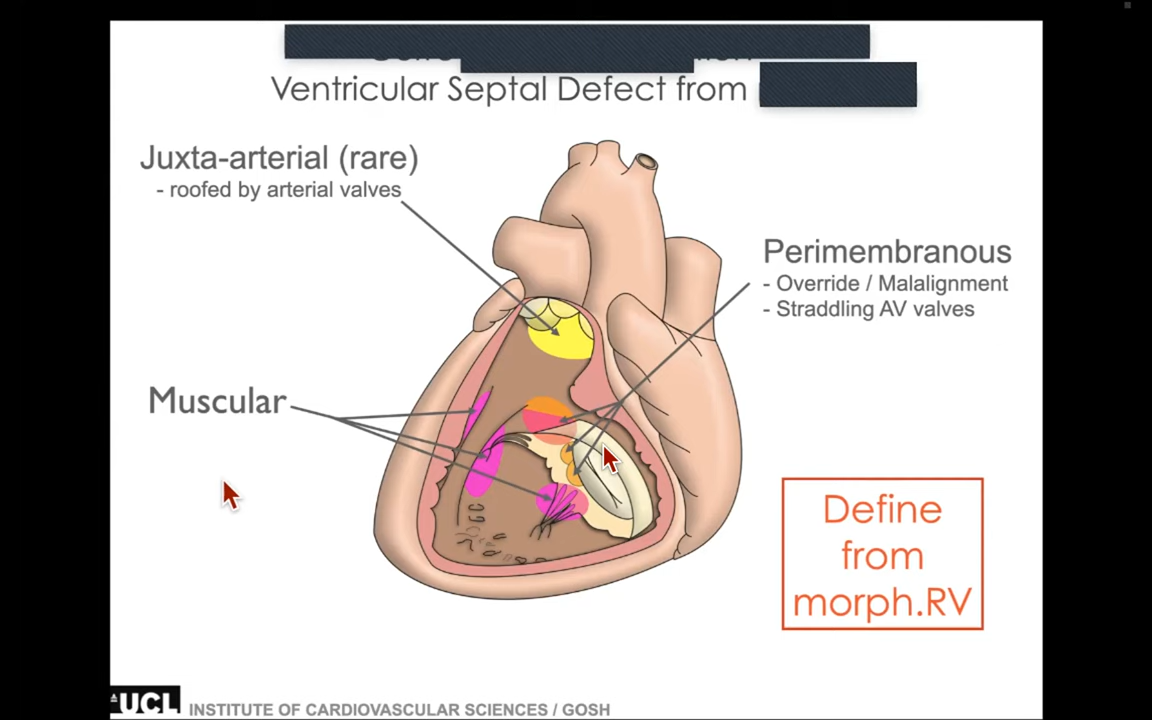 Ventricular Septal Defect from
Juxta-arterial (rare)
- roofed by arterial valves
Perimembranous
- Override / Malalignment
- Straddling AV valves
Muscular
Define
from
morph.RV
UCL INSTITUTE OF CARDIOVASCULAR SCIENCES / GOSH